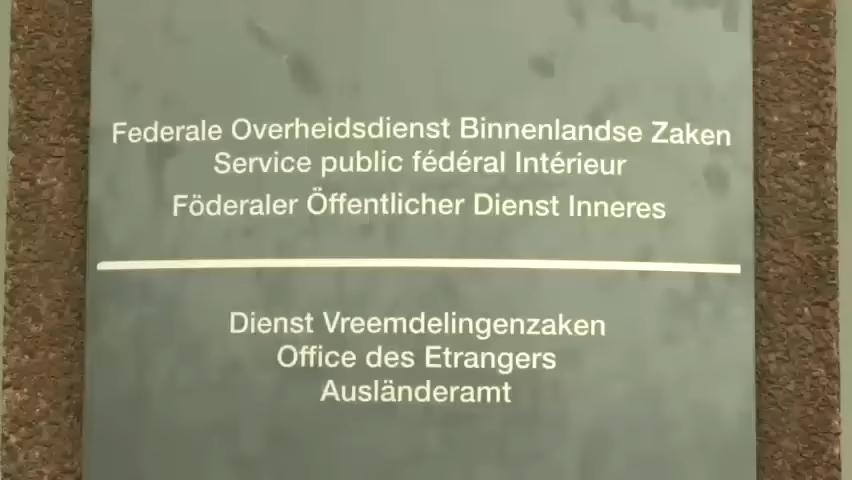 Federale Overheidsdienst Binnenlandse Zaken
Service public fédéral Intérieur
Föderaler Öffentlicher Dienst Inneres
Dienst Vreemdelingenzaken
Office des Etrangers
Ausländeramt